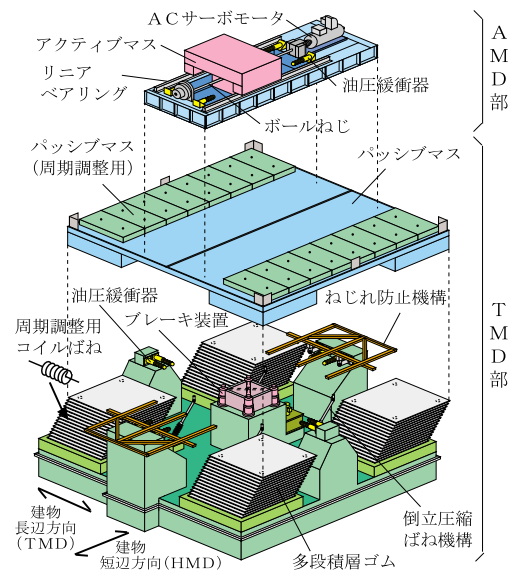 ACサーボモータ
アクティブマス
リニア
ベアリング
油圧緩衝器
ボールねじ
AMD部
パッシブマス
(周期調整用)
パッシブマス
油圧緩衝器
ねじれ防止機構
ブレーキ装置
周期調整用
コイルばね
TMD部
建物
長辺方向
(TMD)
建物
短辺方向(HMD)
倒立圧縮
ばね機構
多段積層ゴム